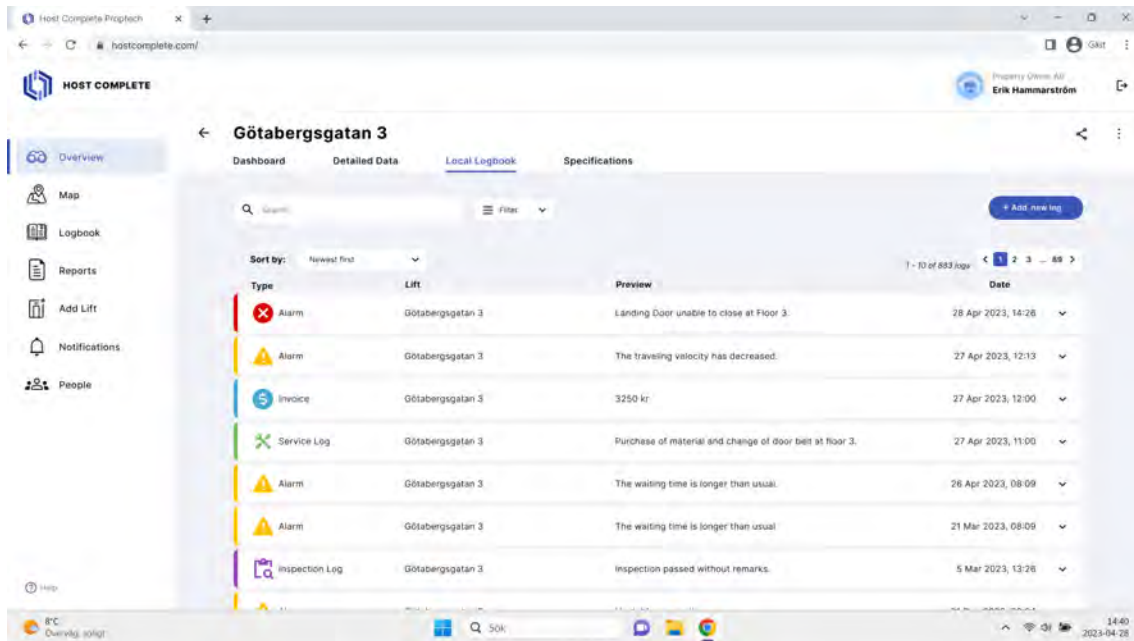 Host Complete Proptech
hostcomplete.com/
Gäst
HOST COMPLETE
Property Owner AB
Erik Hammarström
Götabergsgatan 3
Dashboard Detailed Data Local Logbook Specifications
Overview
Map
Logbook
Reports
Add Lift
Notifications
People
Help
Search
Filter
+ Add new log
Sort by: Newest first
1 - 10 of 883 logs < 1 2 3 ... 89 >
Type Lift Preview Date
Alarm Götabergsgatan 3 Landing Door unable to close at Floor 3. 28 Apr 2023, 14:26
Alarm Götabergsgatan 3 The traveling velocity has decreased. 27 Apr 2023, 12:13
Invoice Götabergsgatan 3 3250 kr 27 Apr 2023, 12:00
Service Log Götabergsgatan 3 Purchase of material and change of door belt at floor 3. 27 Apr 2023, 11:00
Alarm Götabergsgatan 3 The waiting time is longer than usual. 26 Apr 2023, 08:09
Alarm Götabergsgatan 3 The waiting time is longer than usual 21 Mar 2023, 08:09
Inspection Log Götabergsgatan 3 Inspection passed without remarks. 5 Mar 2023, 13:26
8°C
Överväg. soligt
Sök
14:40
2023-04-28